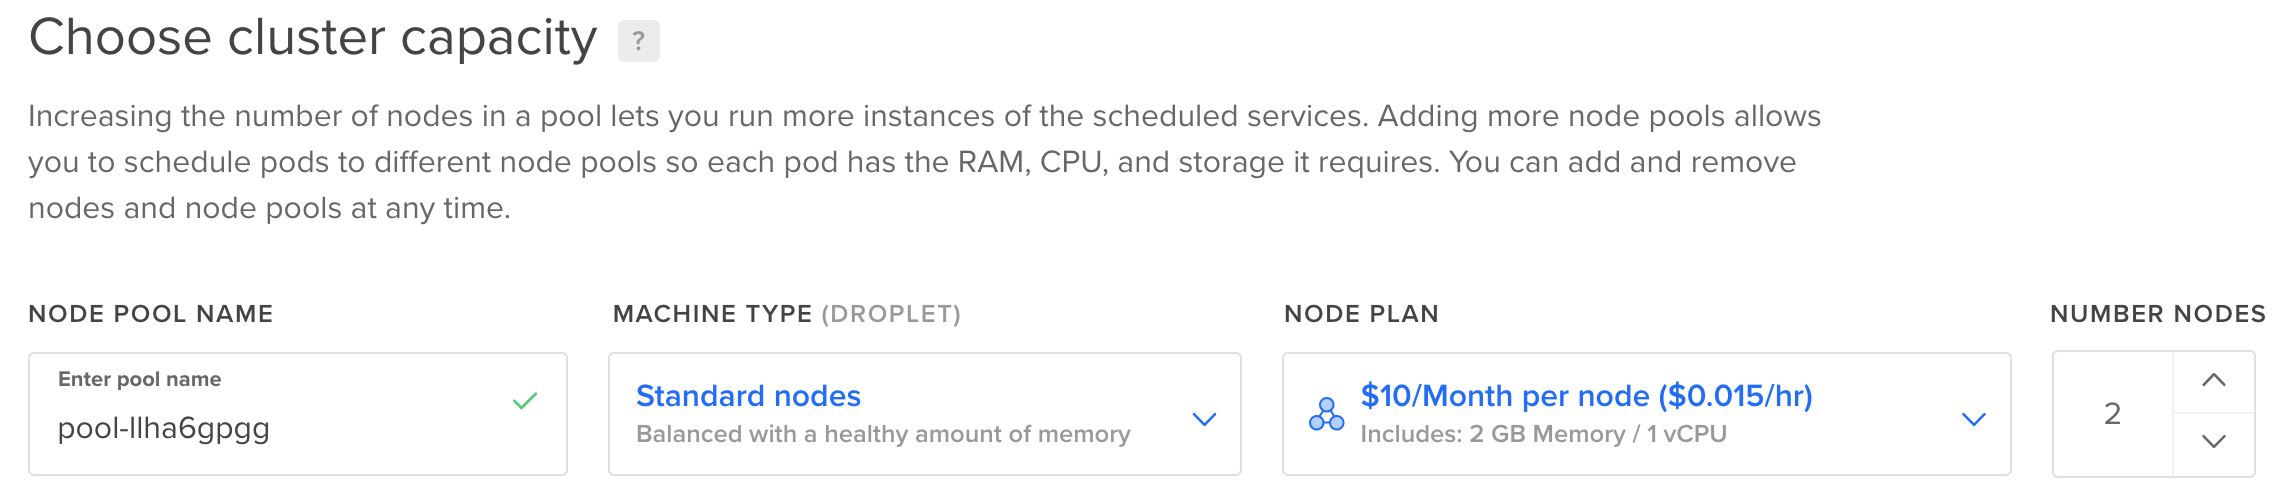 Choose cluster capacity ?
Increasing the number of nodes in a pool lets you run more instances of the scheduled services. Adding more node pools allows
you to schedule pods to different node pools so each pod has the RAM, CPU, and storage it requires. You can add and remove
nodes and node pools at any time.
NODE POOL NAME
Enter pool name
pool-llha6gpgg
MACHINE TYPE (DROPLET)
Standard nodes
Balanced with a healthy amount of memory
NODE PLAN
$10/Month per node ($0.015/hr)
Includes: 2 GB Memory / 1 vCPU
NUMBER NODES
2